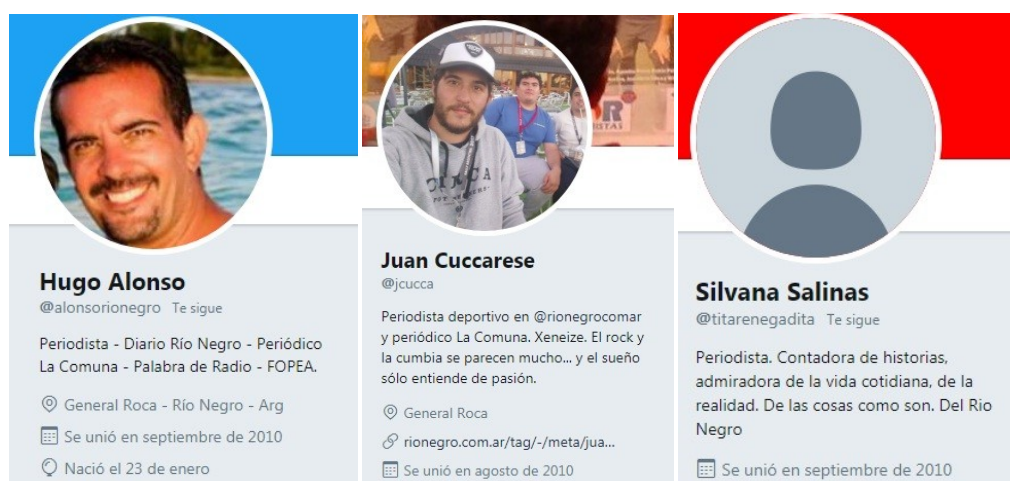 Hugo Alonso
@alonsorionegro Te sigue
Periodista - Diario Río Negro - Periódico
La Comuna - Palabra de Radio - FOPEA.
General Roca - Río Negro - Arg
Se unió en septiembre de 2010
Nació el 23 de enero
Juan Cuccarese
@jcucca
Periodista deportivo en @rionegrocomar
y periódico La Comuna. Xeneize. El rock y
la cumbia se parecen mucho... y el sueño
sólo entiende de pasión.
General Roca
rionegro.com.ar/tag/-/meta/jua...
Se unió en agosto de 2010
Silvana Salinas
@titarenegadita Te sigue
Periodista. Contadora de historias,
admiradora de la vida cotidiana, de la
realidad. De las cosas como son. Del Rio
Negro
Se unió en septiembre de 2010